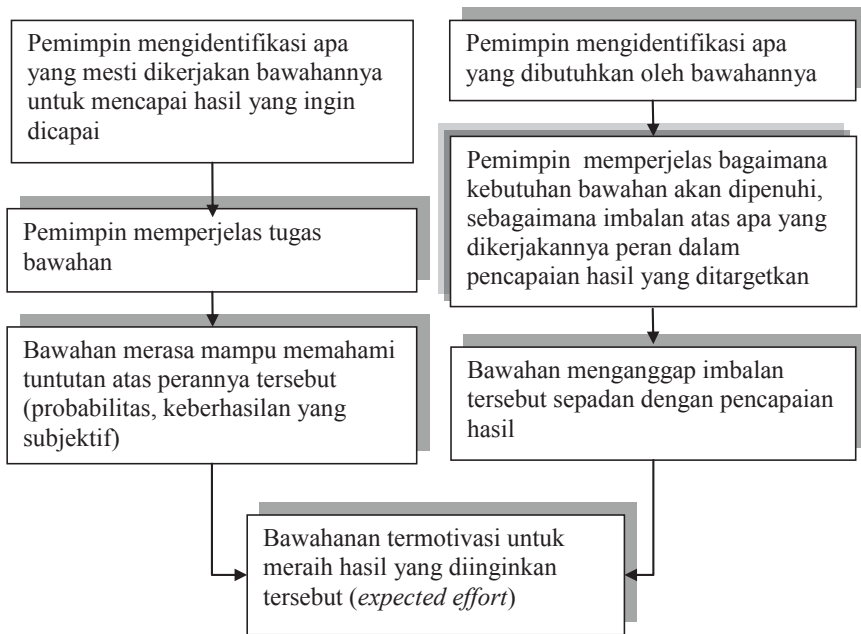 Pemimpin mengidentifikasi apa
yang mesti dikerjakan bawahannya
untuk mencapai hasil yang ingin
dicapai
Pemimpin memperjelas tugas
bawahan
Bawahan merasa mampu memahami
tuntutan atas perannya tersebut
(probabilitas, keberhasilan yang
subjektif)
Pemimpin mengidentifikasi apa
yang dibutuhkan oleh bawahannya
Pemimpin memperjelas bagaimana
kebutuhan bawahan akan dipenuhi,
sebagaimana imbalan atas apa yang
dikerjakannya peran dalam
pencapaian hasil yang ditargetkan
Bawahan menganggap imbalan
tersebut sepadan dengan pencapaian
hasil
Bawahanan termotivasi untuk
meraih hasil yang diinginkan
tersebut (expected effort)